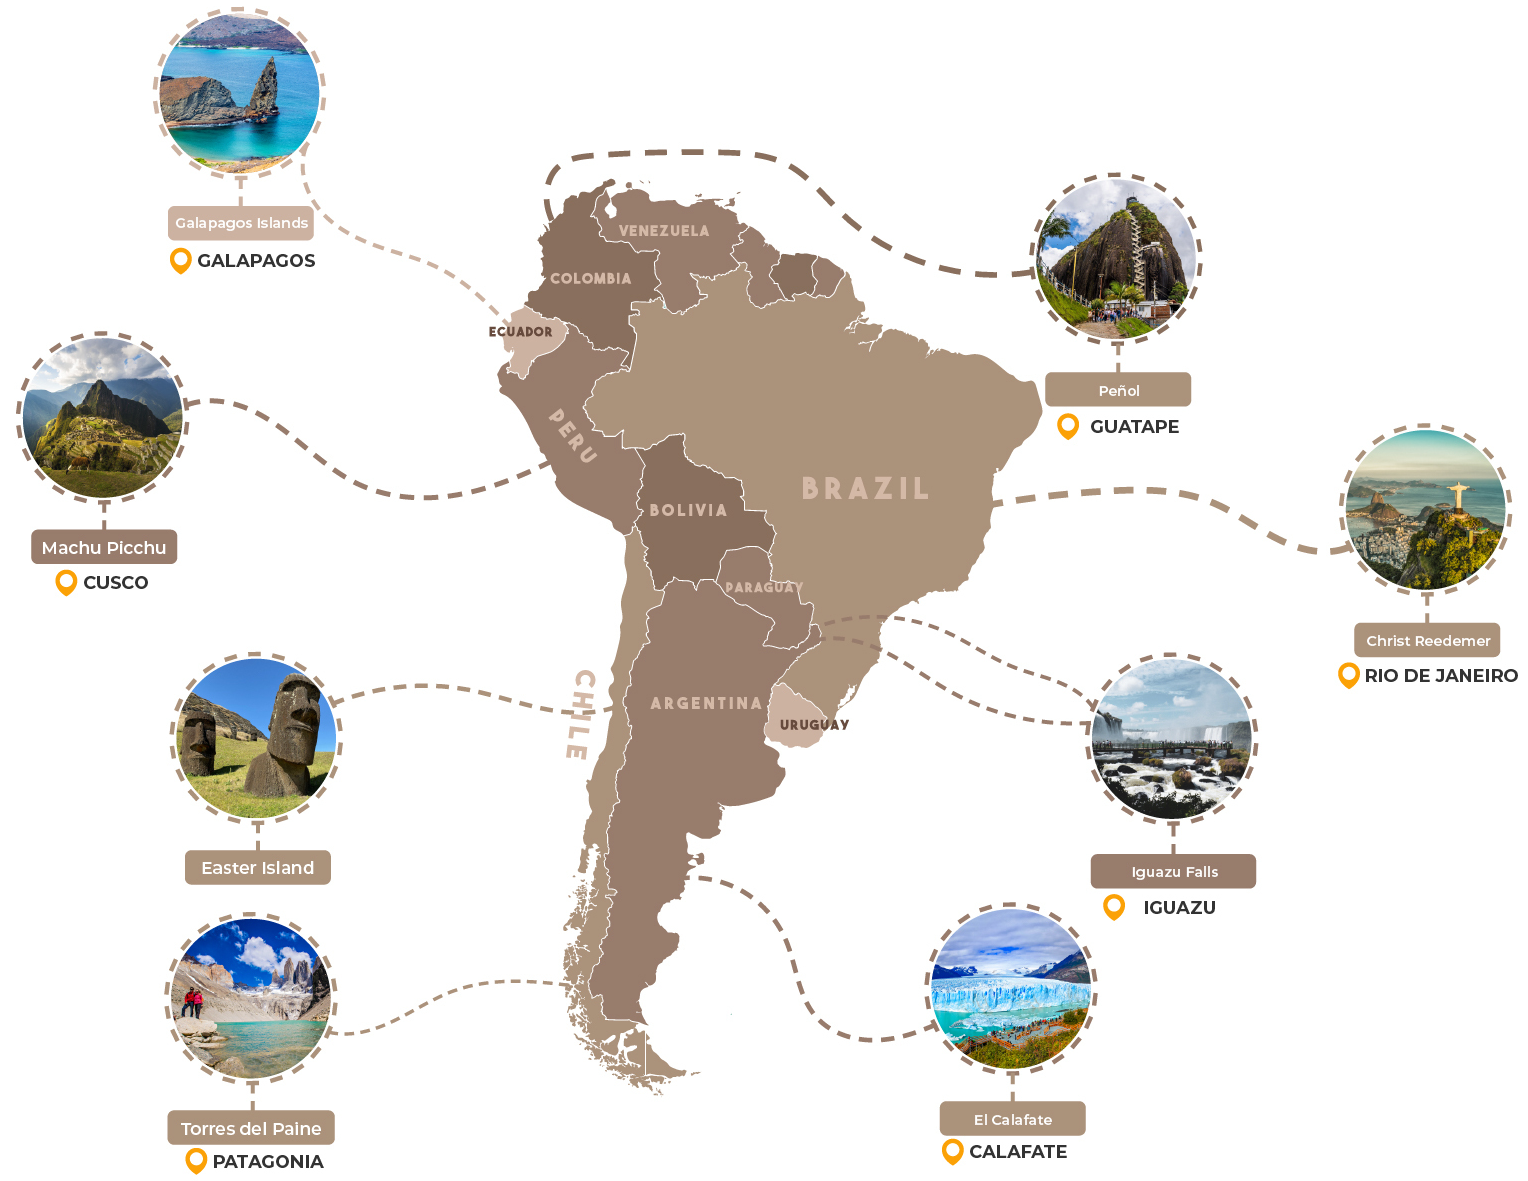 Galapagos Islands
GALAPAGOS
VENEZUELA
COLOMBIA
ECUADOR
Peñol
GUATAPE
PERU
BRAZIL
BOLIVIA
Machu Picchu
CUSCO
PARAGUAY
Christ Reedemer
RIO DE JANEIRO
CHILE
ARGENTINA
URUGUAY
Easter Island
Iguazu Falls
IGUAZU
Torres del Paine
PATAGONIA
El Calafate
CALAFATE